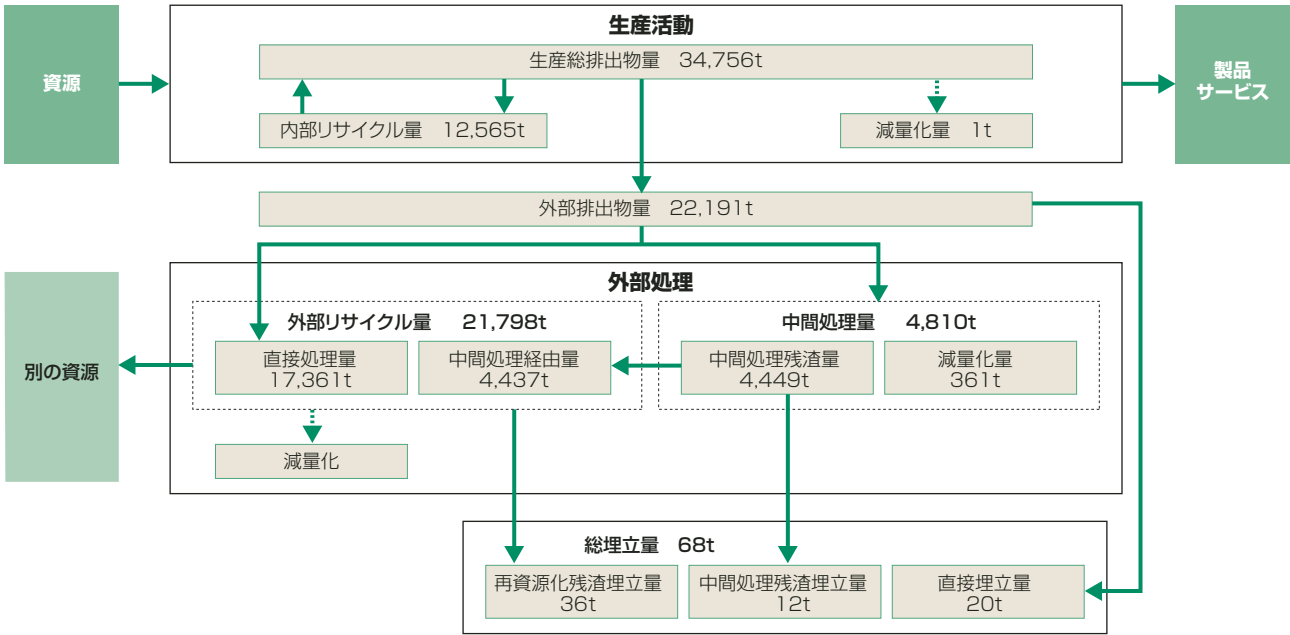 生産活動
資源
生産総排出物量 34,756t
製品
サービス
内部リサイクル量 12,565t
減量化量 1t
外部排出物量 22,191t
外部処理
外部リサイクル量 21,798t
中間処理量 4,810t
別の資源
直接処理量
17,361t
中間処理経由量
4,437t
中間処理残渣量
4,449t
減量化量
361t
減量化
総埋立量 68t
再資源化残渣埋立量
36t
中間処理残渣埋立量
12t
直接埋立量
20t